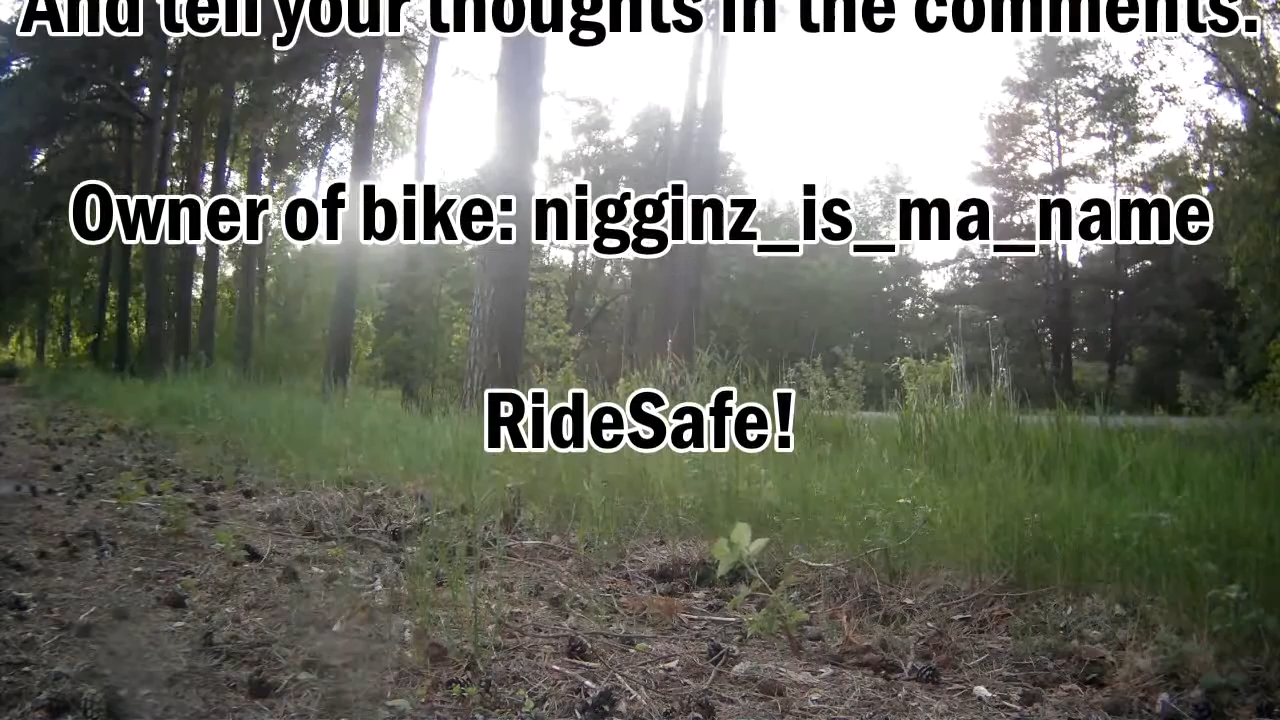 And tell your thoughts in the comments.
Owner of bike: nigginz_is_ma_name
RideSafe!